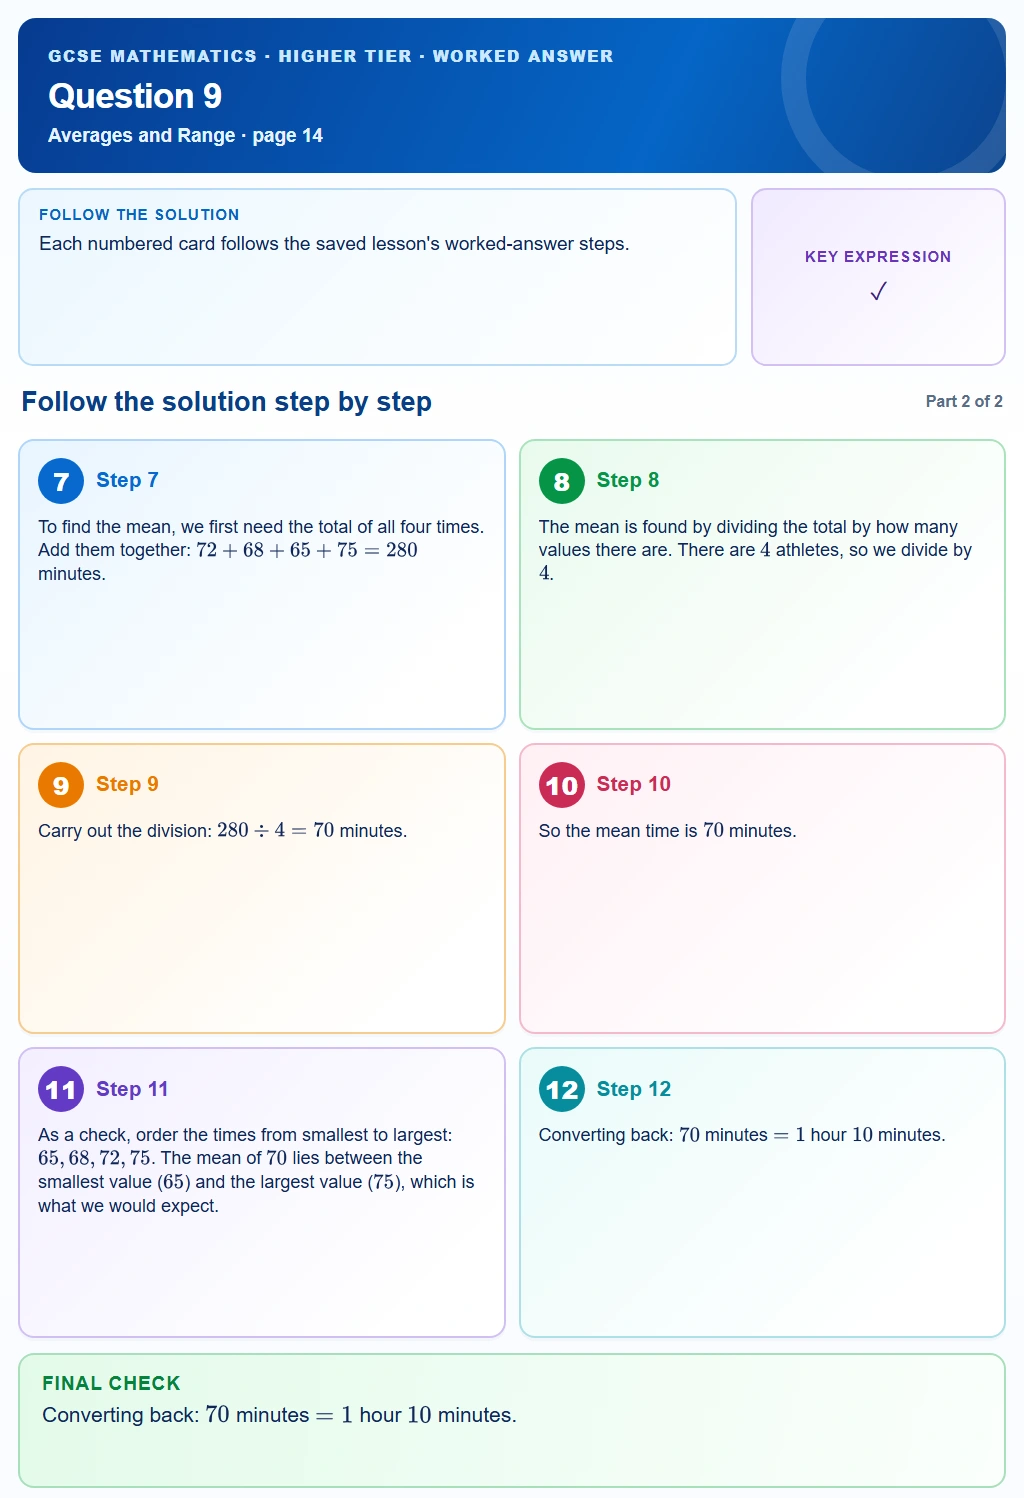 GCSE MATHEMATICS · HIGHER TIER · WORKED ANSWER
Question 9
Averages and Range · page 14
FOLLOW THE SOLUTION
Each numbered card follows the saved lesson's worked-answer steps.
KEY EXPRESSION
✓
Follow the solution step by step
Part 2 of 2
7 Step 7
To find the mean, we first need the total of all four times.
Add them together: 72 + 68 + 65 + 75 = 280
minutes.
8 Step 8
The mean is found by dividing the total by how many
values there are. There are 4 athletes, so we divide by
4.
9 Step 9
Carry out the division: 280 ÷ 4 = 70 minutes.
10 Step 10
So the mean time is 70 minutes.
11 Step 11
As a check, order the times from smallest to largest:
65, 68, 72, 75. The mean of 70 lies between the
smallest value (65) and the largest value (75), which is
what we would expect.
12 Step 12
Converting back: 70 minutes = 1 hour 10 minutes.
FINAL CHECK
Converting back: 70 minutes = 1 hour 10 minutes.